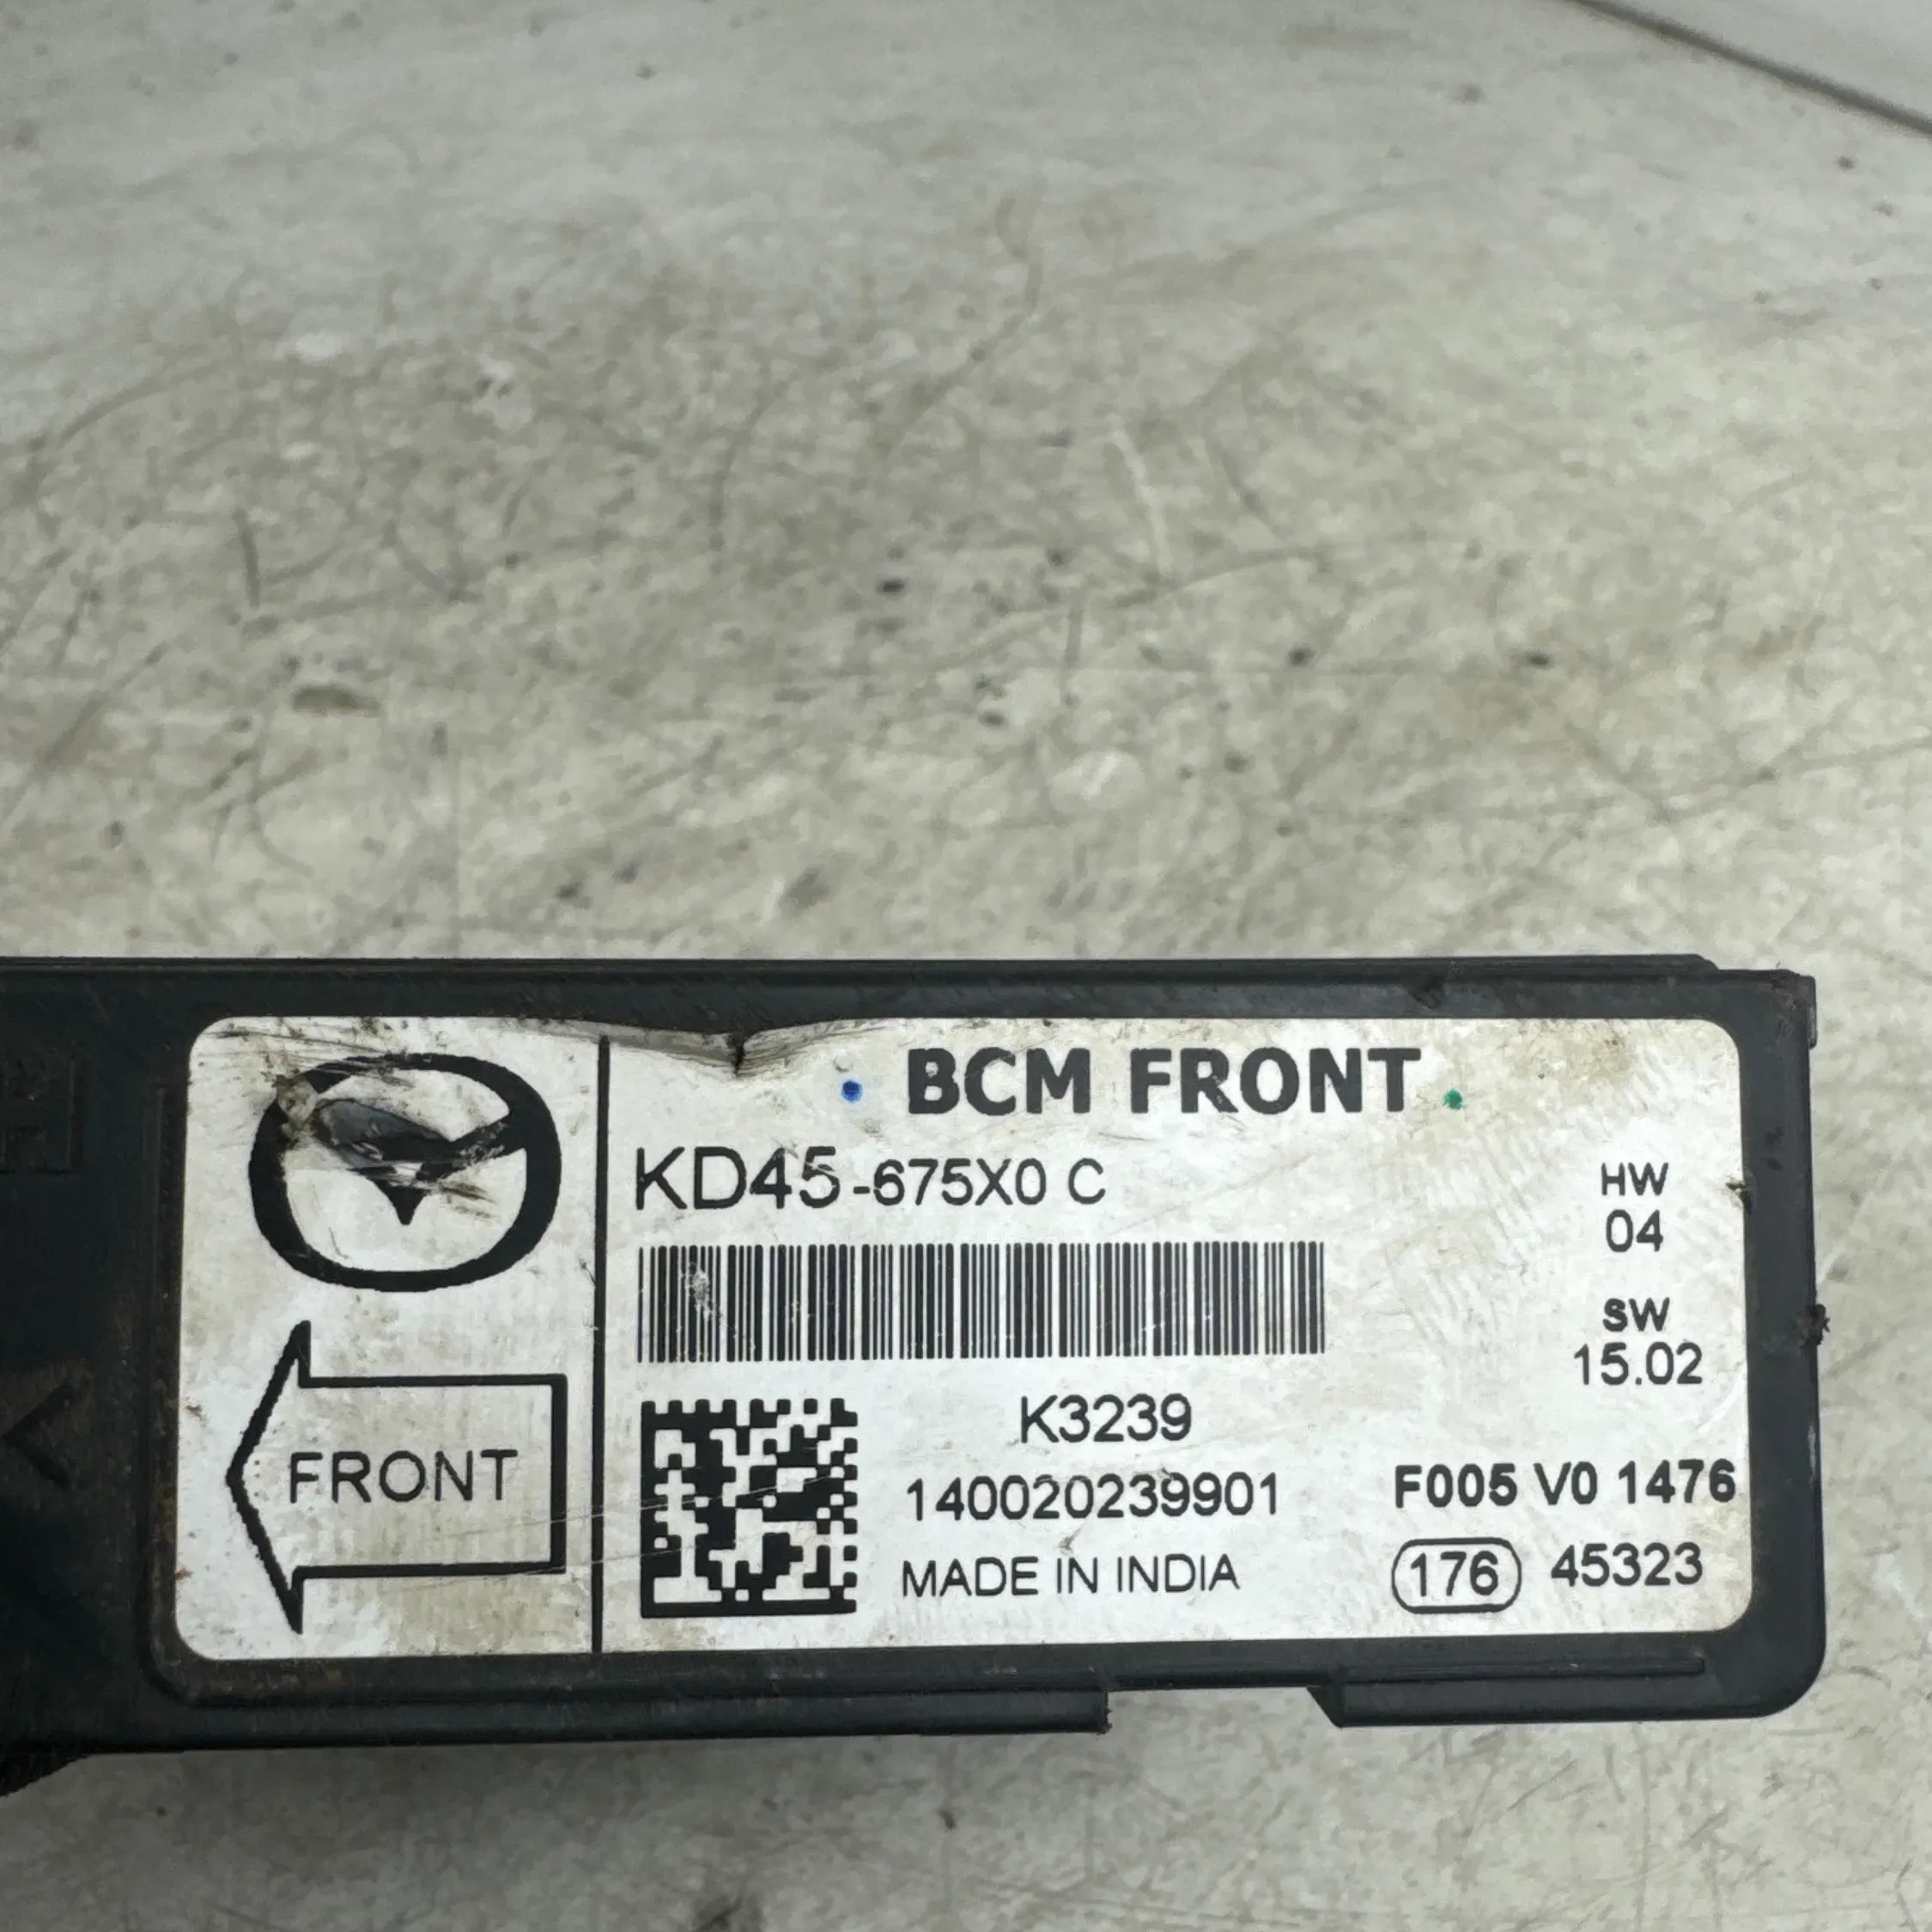 BCM FRONT
KD45-675X0 C
HW
04
SW
15.02
K3239
140020239901
MADE IN INDIA
F005 V0 1476
176 45323
FRONT